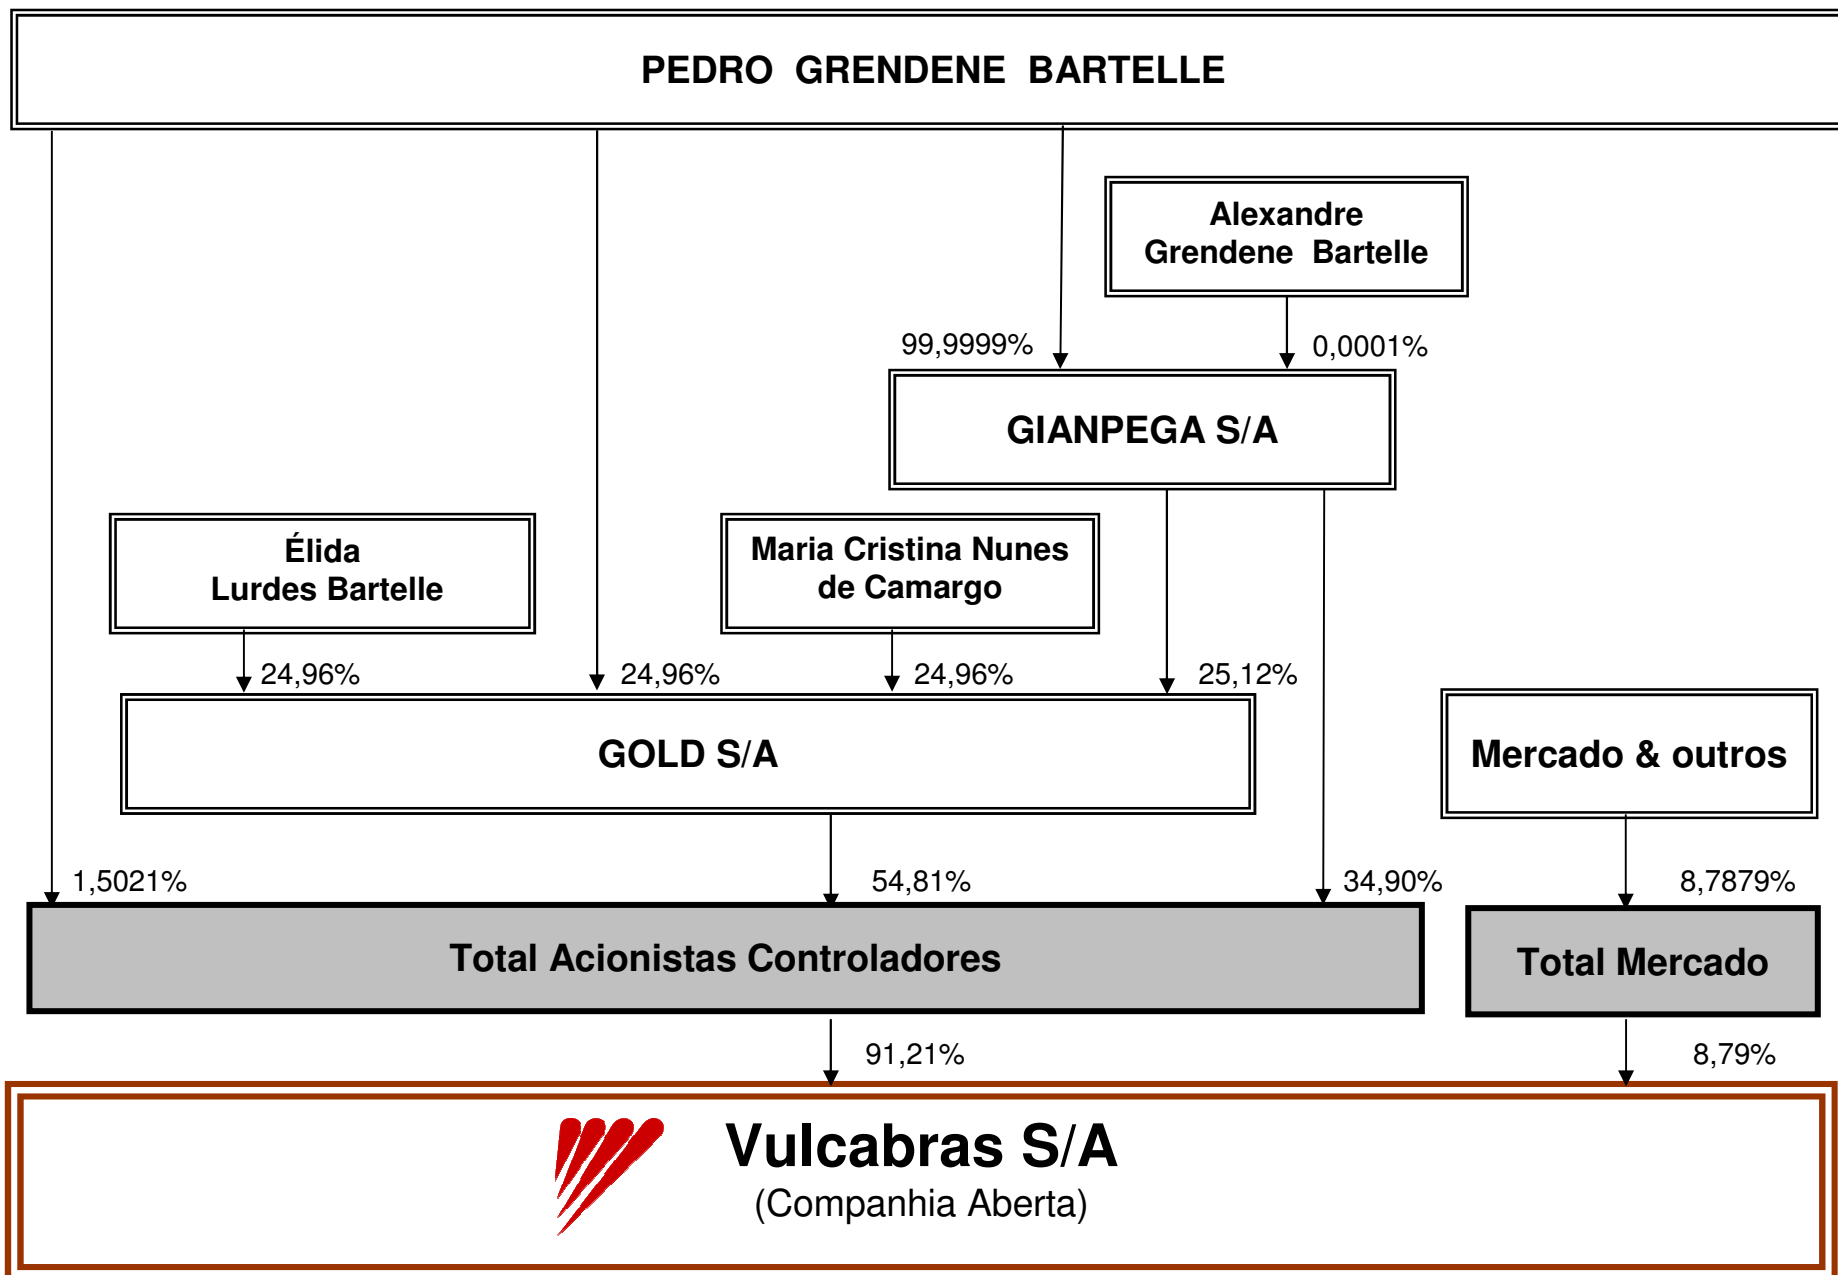 PEDRO GRENDENE BARTELLE
Alexandre
Grendene Bartelle
99,9999%
0,0001%
GIANPEGA S/A
Élida
Lurdes Bartelle
Maria Cristina Nunes
de Camargo
24,96%
24,96%
24,96%
25,12%
GOLD S/A
Mercado & outros
1,5021%
54,81%
34,90%
8,7879%
Total Acionistas Controladores
Total Mercado
91,21%
8,79%
Vulcabras S/A
(Companhia Aberta)